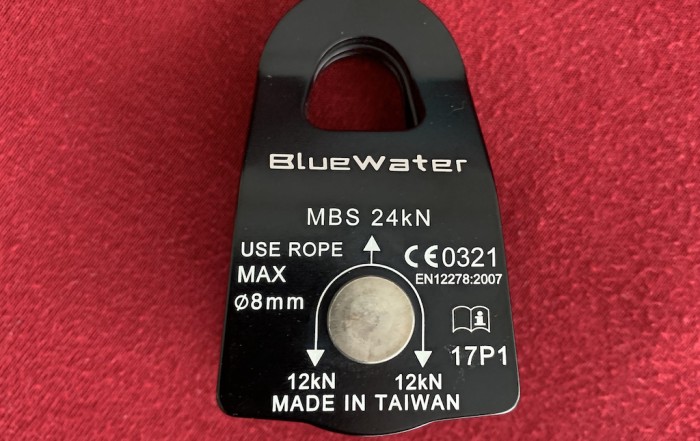 BLUEWATER
MBS 24kN
USE ROPE
MAX
Ø8mm
CE0321
EN12278:2007
i
17P1
12kN 12kN
MADE IN TAIWAN